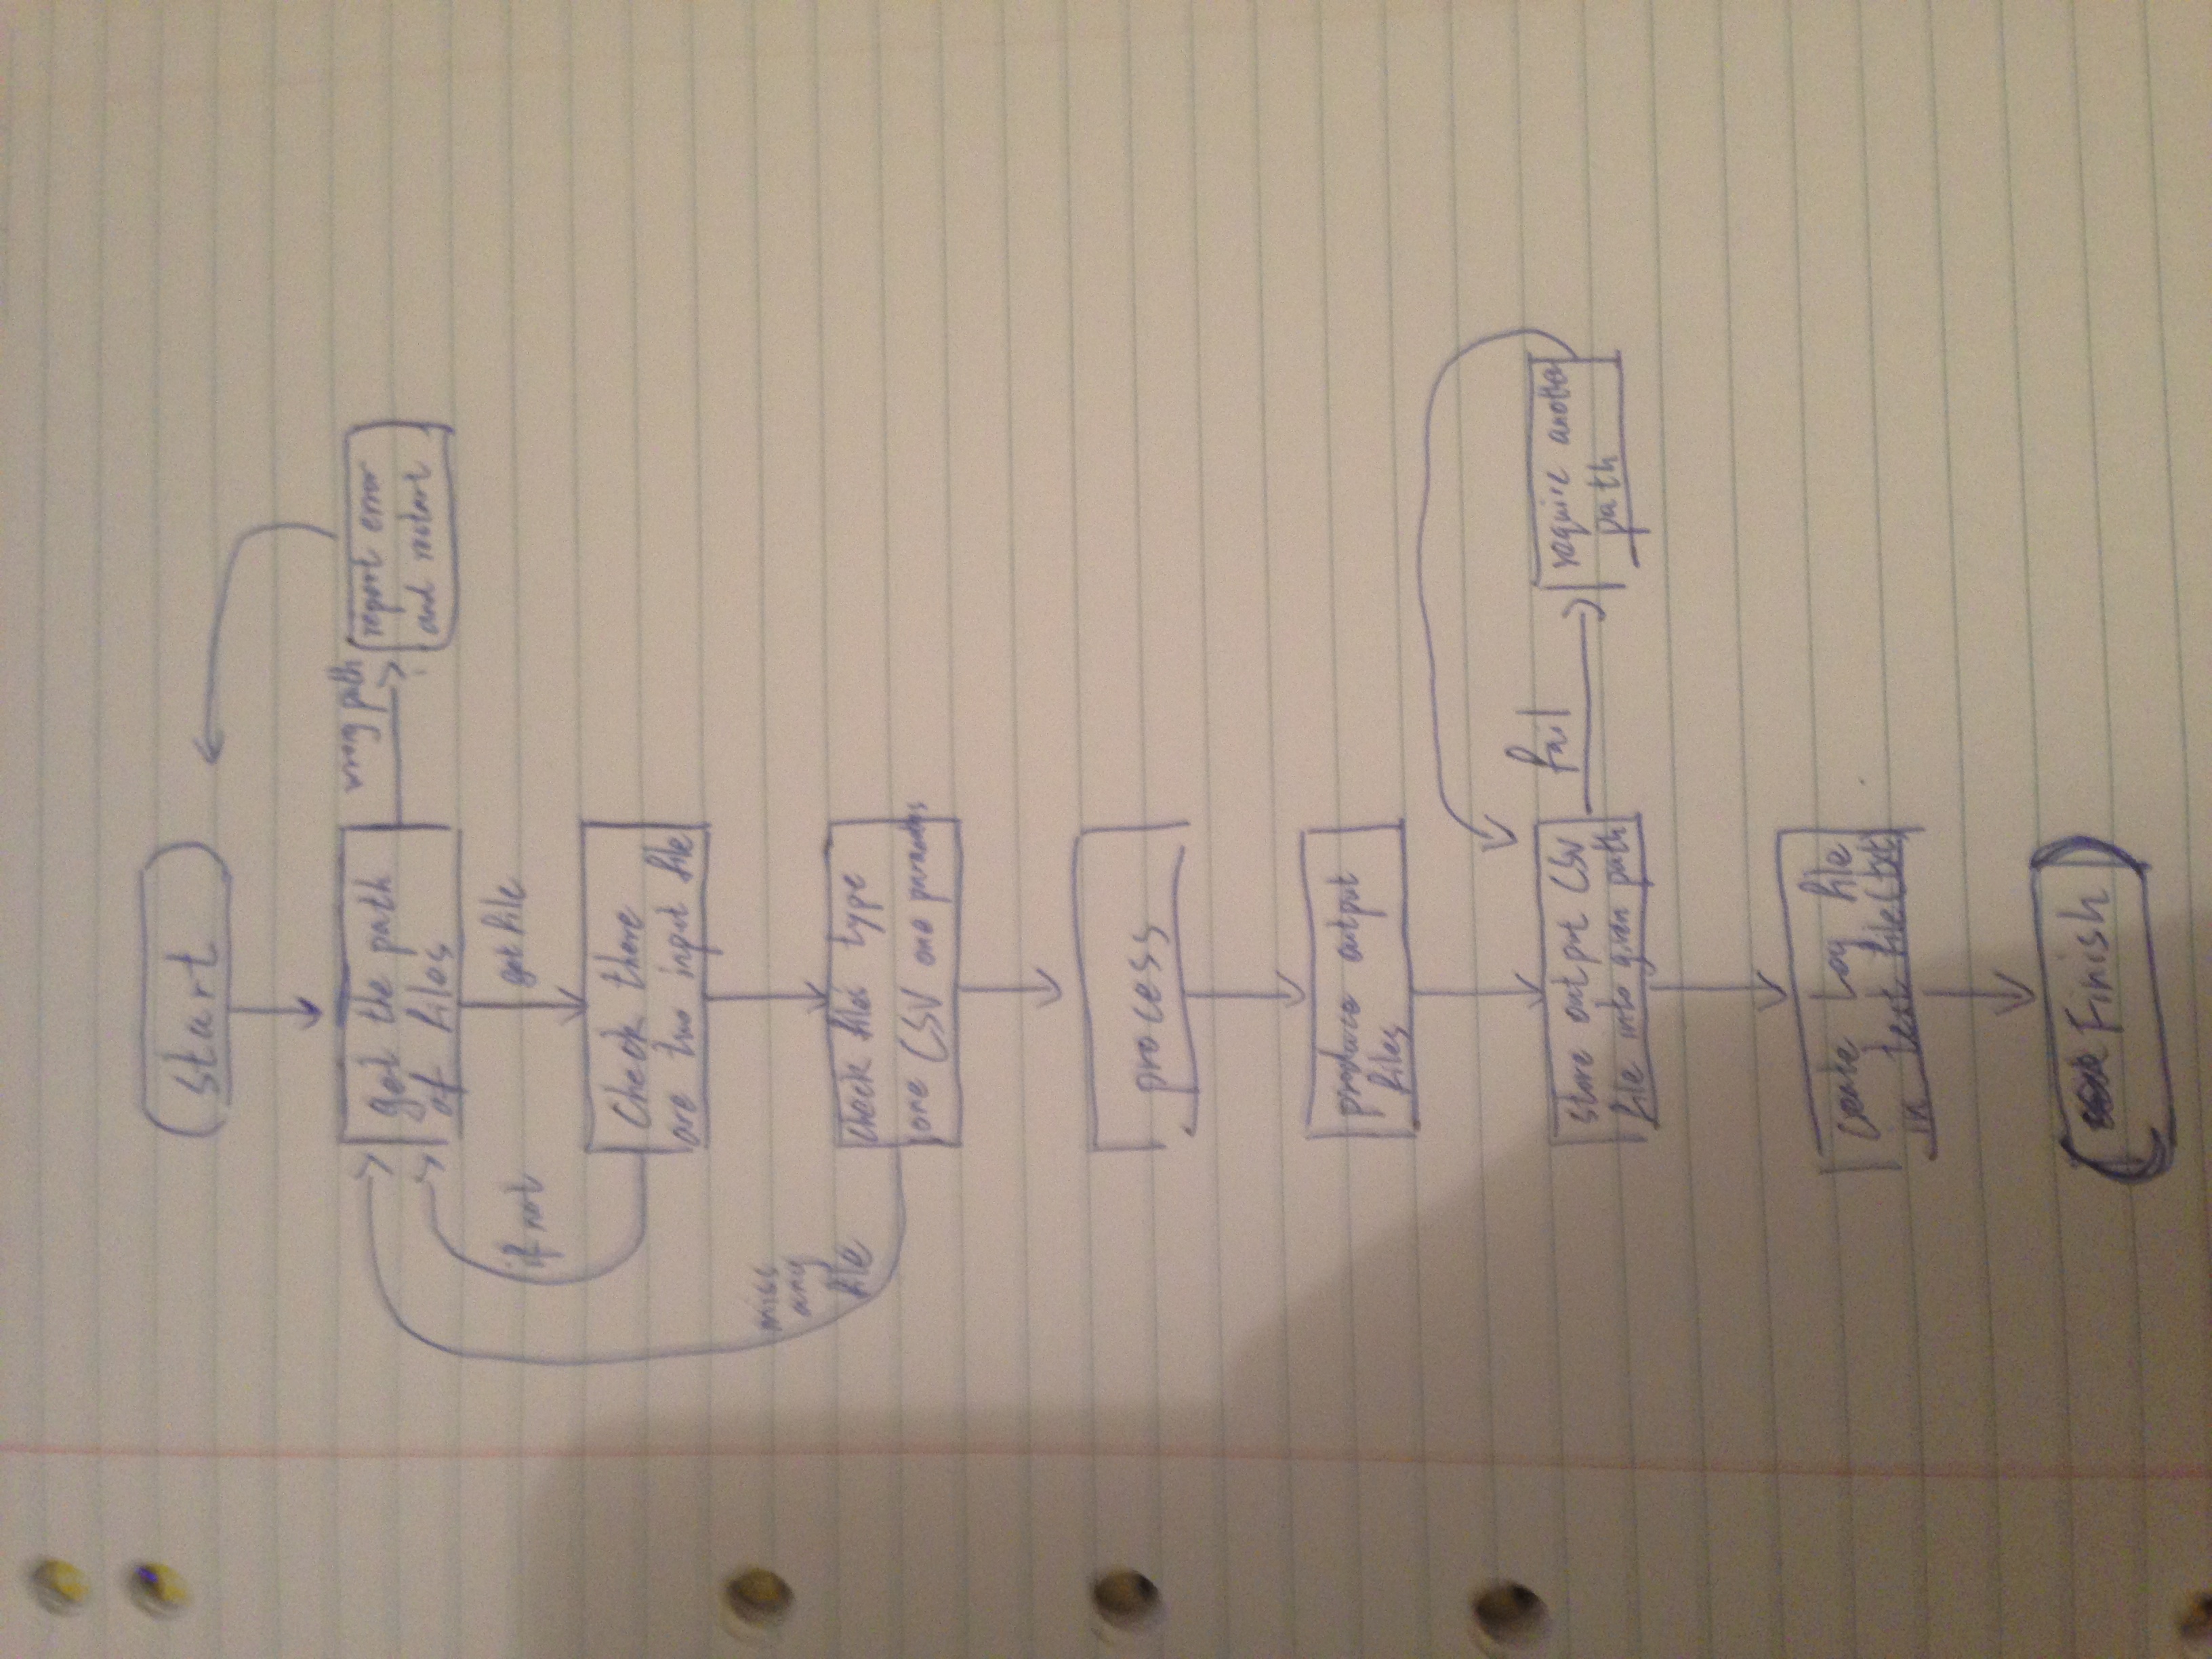 start
get the path
of files
wrong path
report error
and restart
if not
get file
Check there
are two input file
miss
any
file
check files type
one CSV one
process
produce output
files
store output CSV
file into given path
fail
require another
path
create Log file
in text file (txt)
Finish